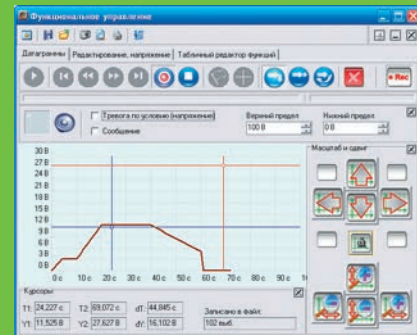 Функциональное управление
Датаграммы Редактирование, напряжение Табличный редактор функций
Rec
Тревога по условию (напряжение)
Сообщение
Верхний предел
100 В
Нижний предел
0 В
Масштаб и сдвиг
30 В
27 В
24 В
21 В
18 В
15 В
12 В
9 В
6 В
3 В
0 В
0 с 10 с 20 с 30 с 40 с 50 с 60 с 70 с 80 с 90 с
Курсоры
T1: 24,227 с T2: 69,072 с dT: 44,845 с
Y1: 11,525 В Y2: 27,627 В dY: 16,102 В
Записано в файл:
102 выб.